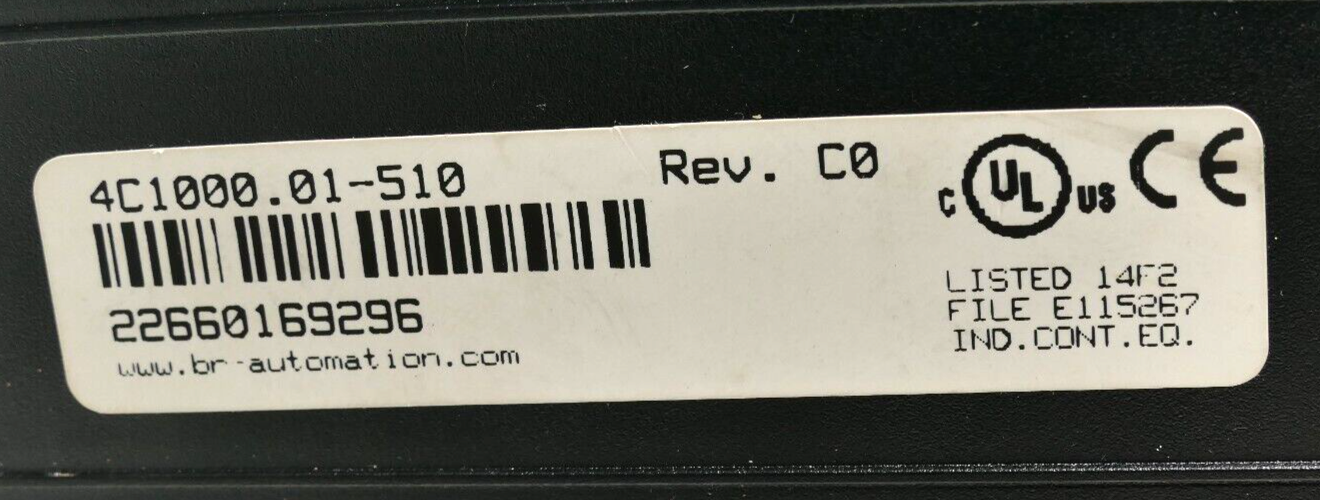 4C1000.01-510
Rev. C0
22660169296
www.br-automation.com
C UL US CE
LISTED 14F2
FILE E115267
IND.CONT.EQ.